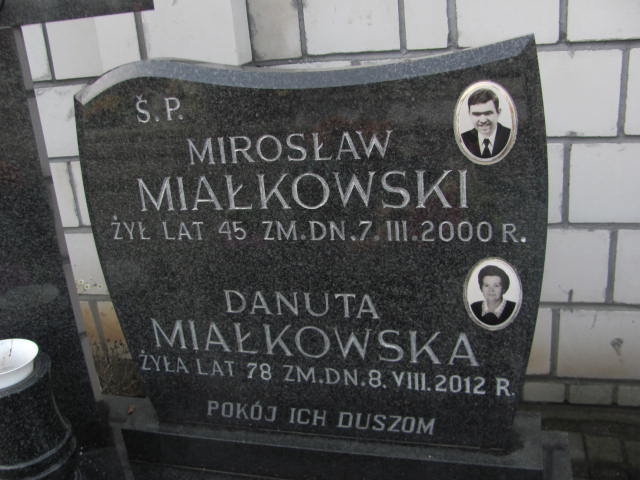 Ś.P.
MIROSŁAW
MIAŁKOWSKI
ŻYŁ LAT 45 ZM.DN.7.III.2000 R.
DANUTA
MIAŁKOWSKA
ŻYŁA LAT 78 ZM.DN.8.VIII.2012 R.
POKÓJ ICH DUSZOM